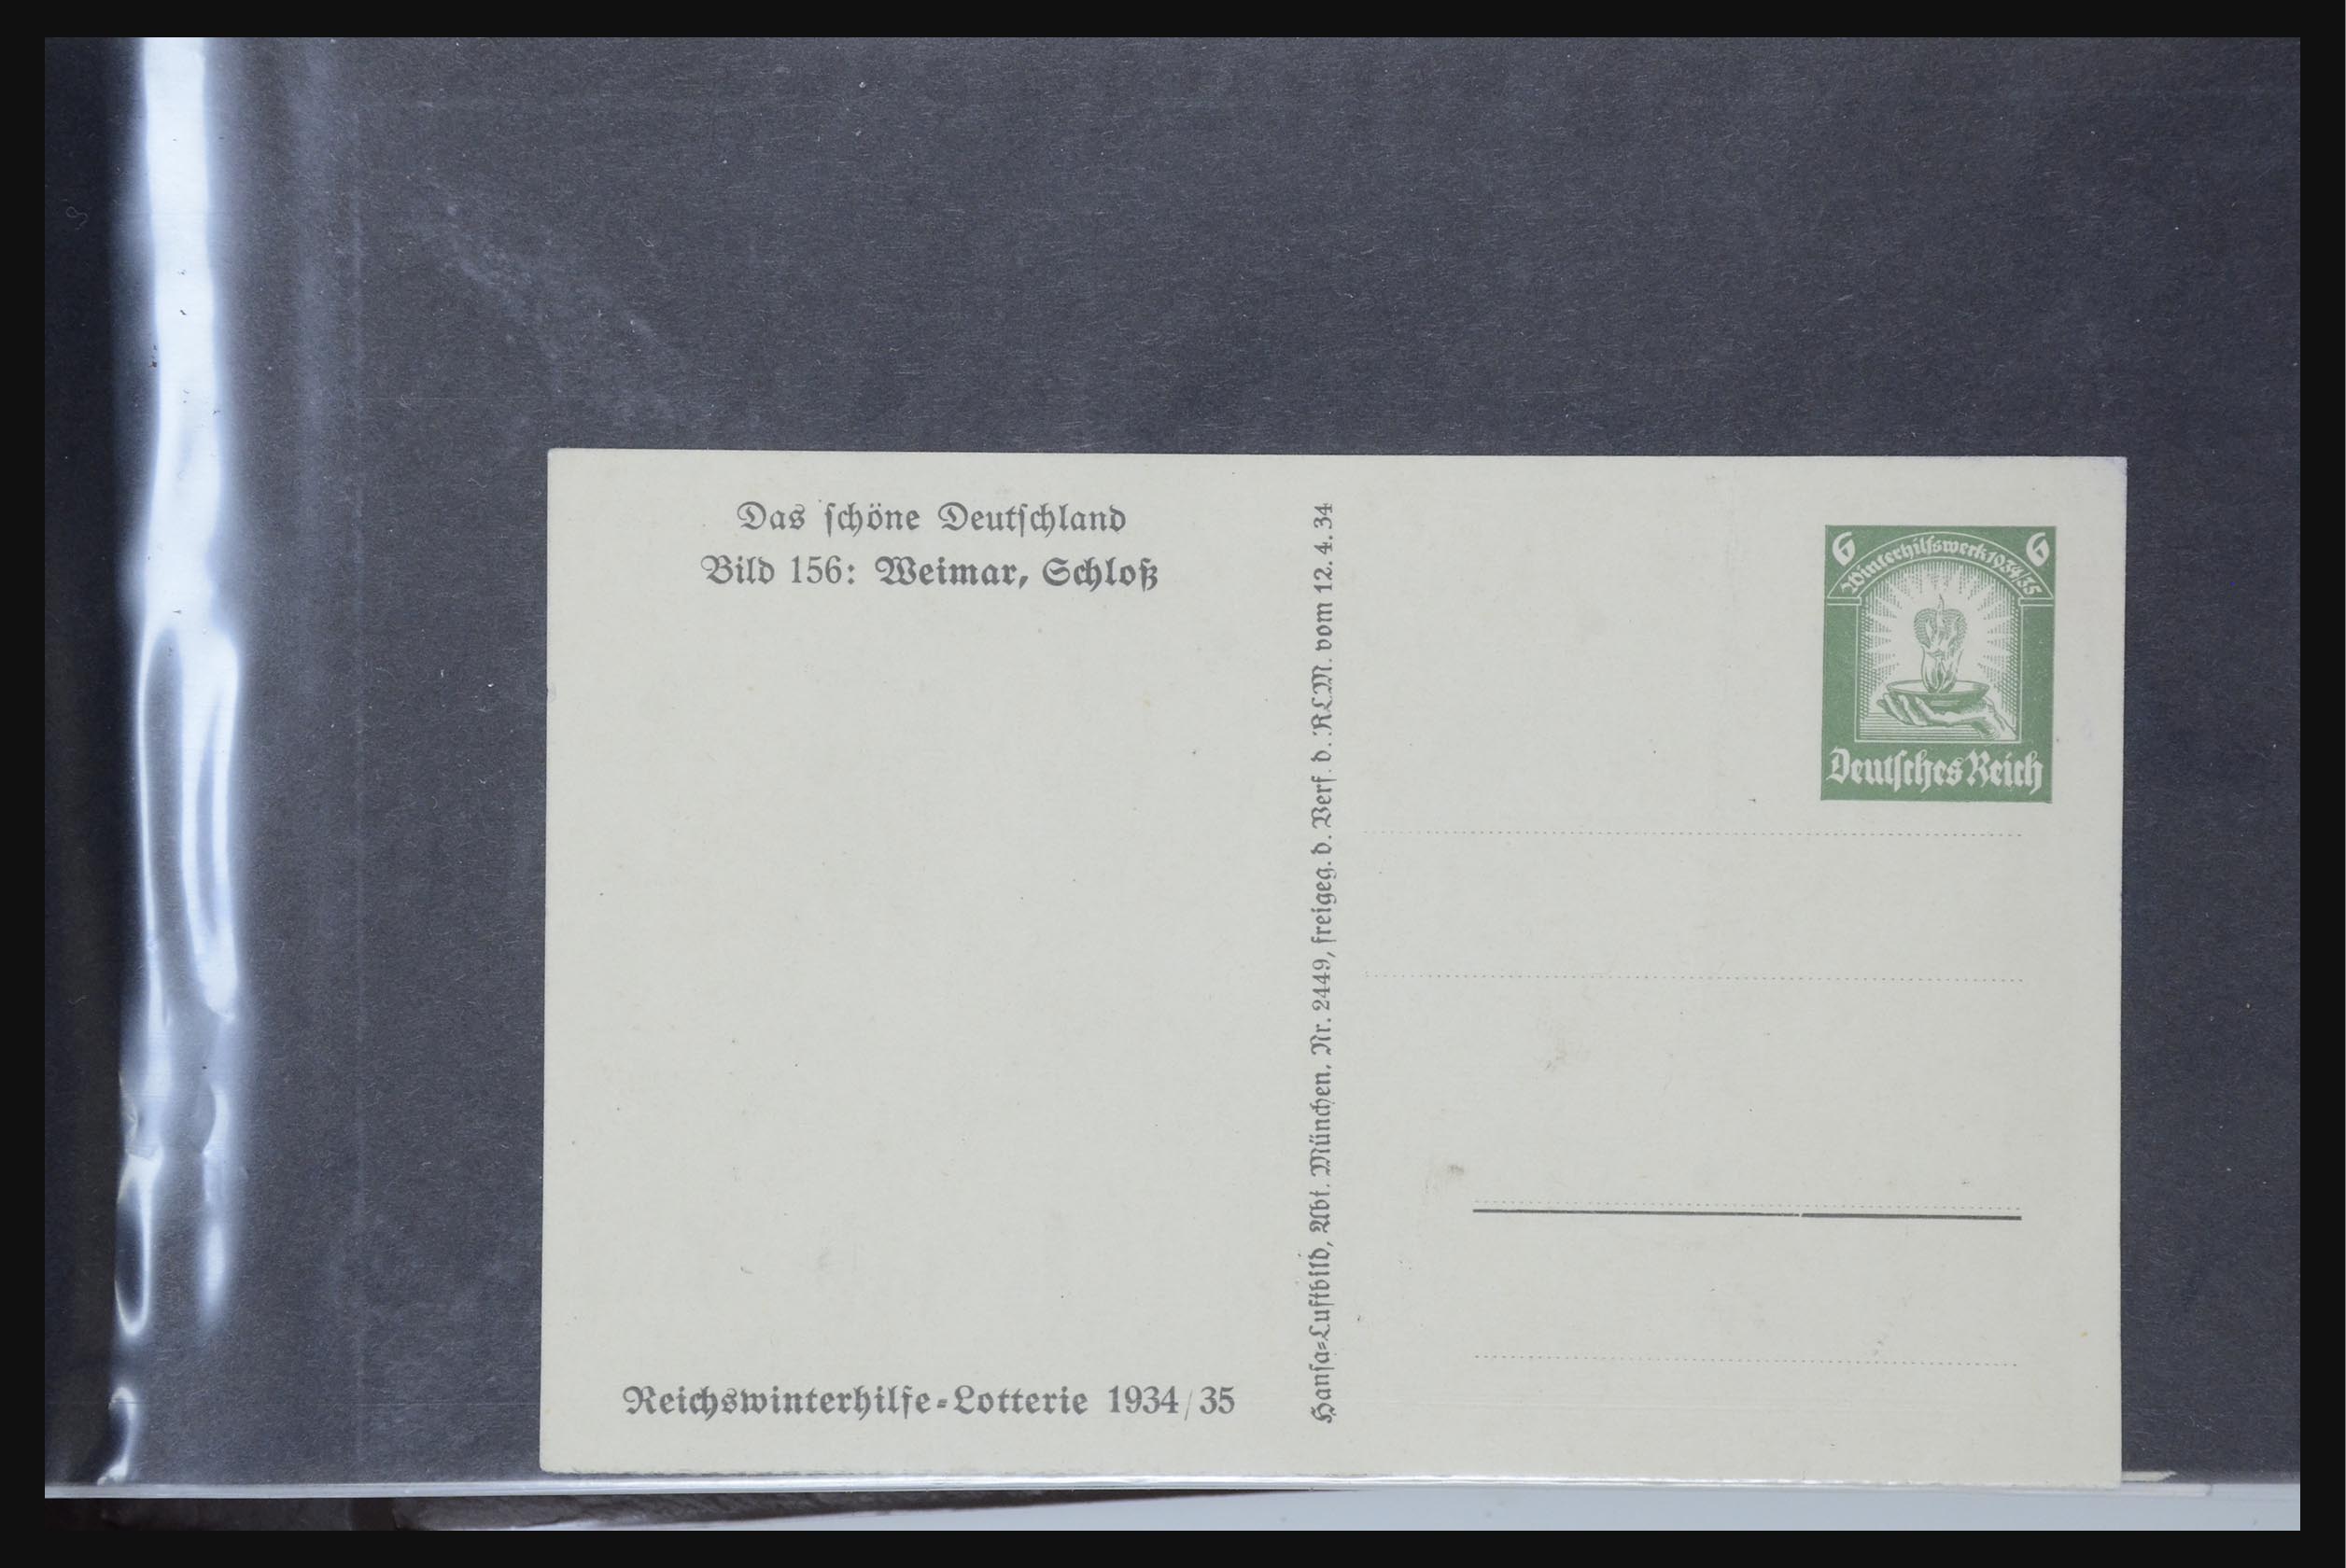 Das schöne Deutschland
Bild 156: Weimar, Schloß
Reichswinterhilfe-Lotterie 1934/35
Hansa-Luftbild, Abt. München. Nr. 2449, freigeg. d. Verf. d. RLM. vom 12. 4. 34
6 6
Winterhilfswerk 1934/35
Deutsches Reich